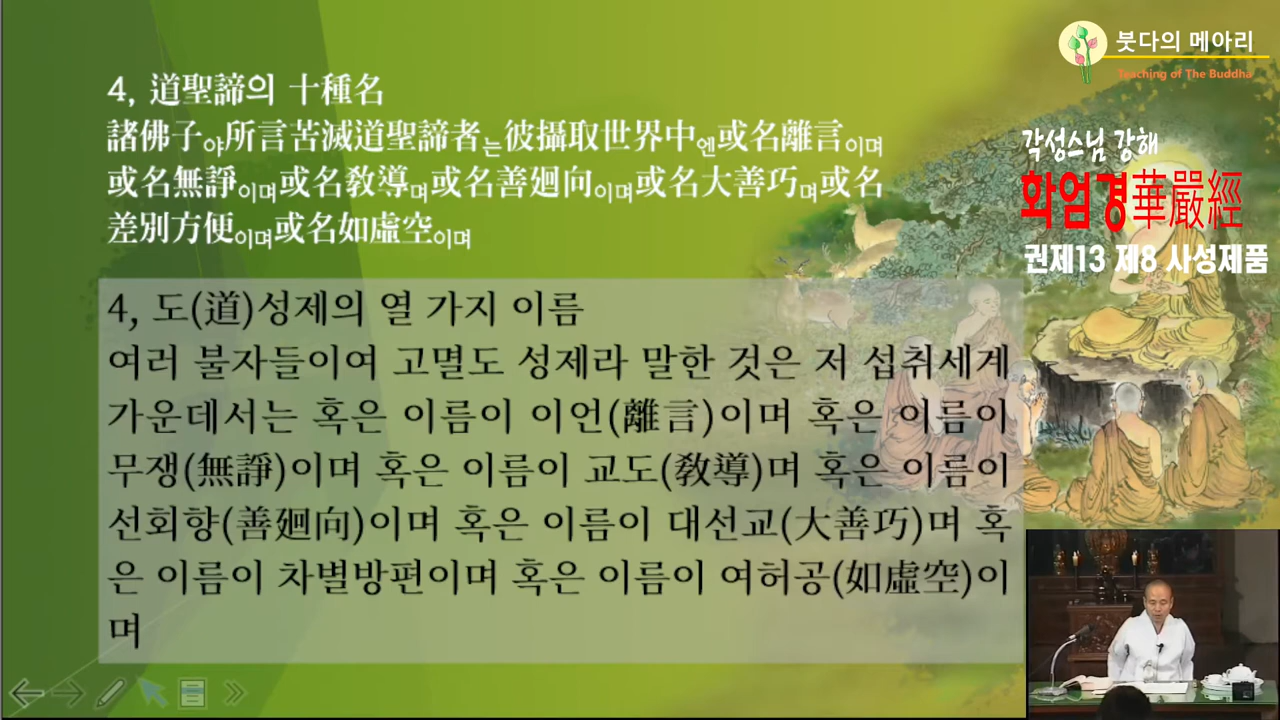 4, 道聖諦의 十種名
諸佛子야所言苦滅道聖諦者는彼攝取世界中엔或名離言이며
或名無諍이며或名敎導며或名善廻向이며或名大善巧며或名
差別方便이며或名如虛空이며
4, 도(道)성제의 열 가지 이름
여러 불자들이여 고멸도 성제라 말한 것은 저 섭취세계
가운데서는 혹은 이름이 이언(離言)이며 혹은 이름이
무쟁(無諍)이며 혹은 이름이 교도(敎導)며 혹은 이름이
선회향(善廻向)이며 혹은 이름이 대선교(大善巧)며 혹
은 이름이 차별방편이며 혹은 이름이 여허공(如虛空)이
며
붓다의 메아리
Teaching of The Buddha
각성스님 강해
화엄경華嚴經
권제13 제8 사성제품